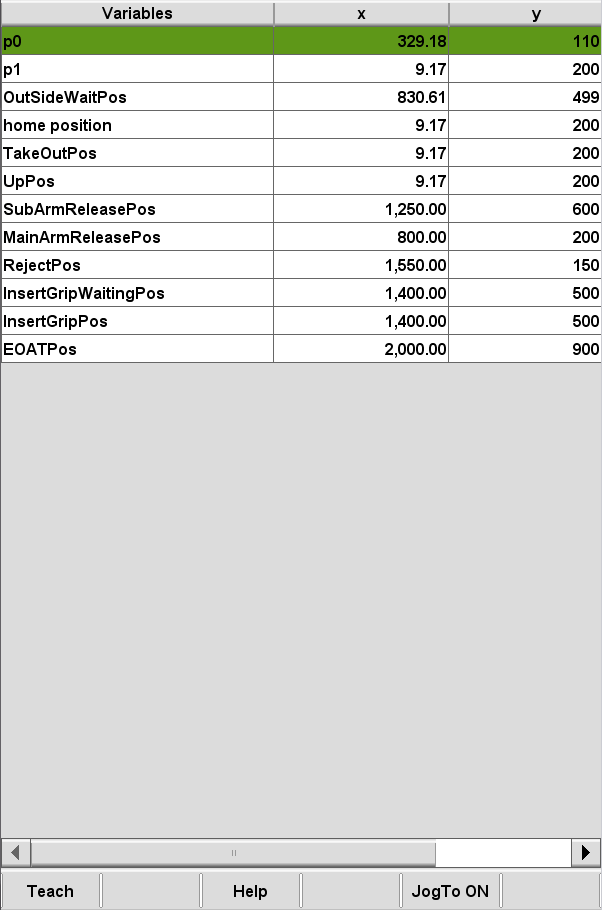 Variables x y
p0 329.18 110
p1 9.17 200
OutSideWaitPos 830.61 499
home position 9.17 200
TakeOutPos 9.17 200
UpPos 9.17 200
SubArmReleasePos 1,250.00 600
MainArmReleasePos 800.00 200
RejectPos 1,550.00 150
InsertGripWaitingPos 1,400.00 500
InsertGripPos 1,400.00 500
EOATPos 2,000.00 900
Teach Help JogTo ON